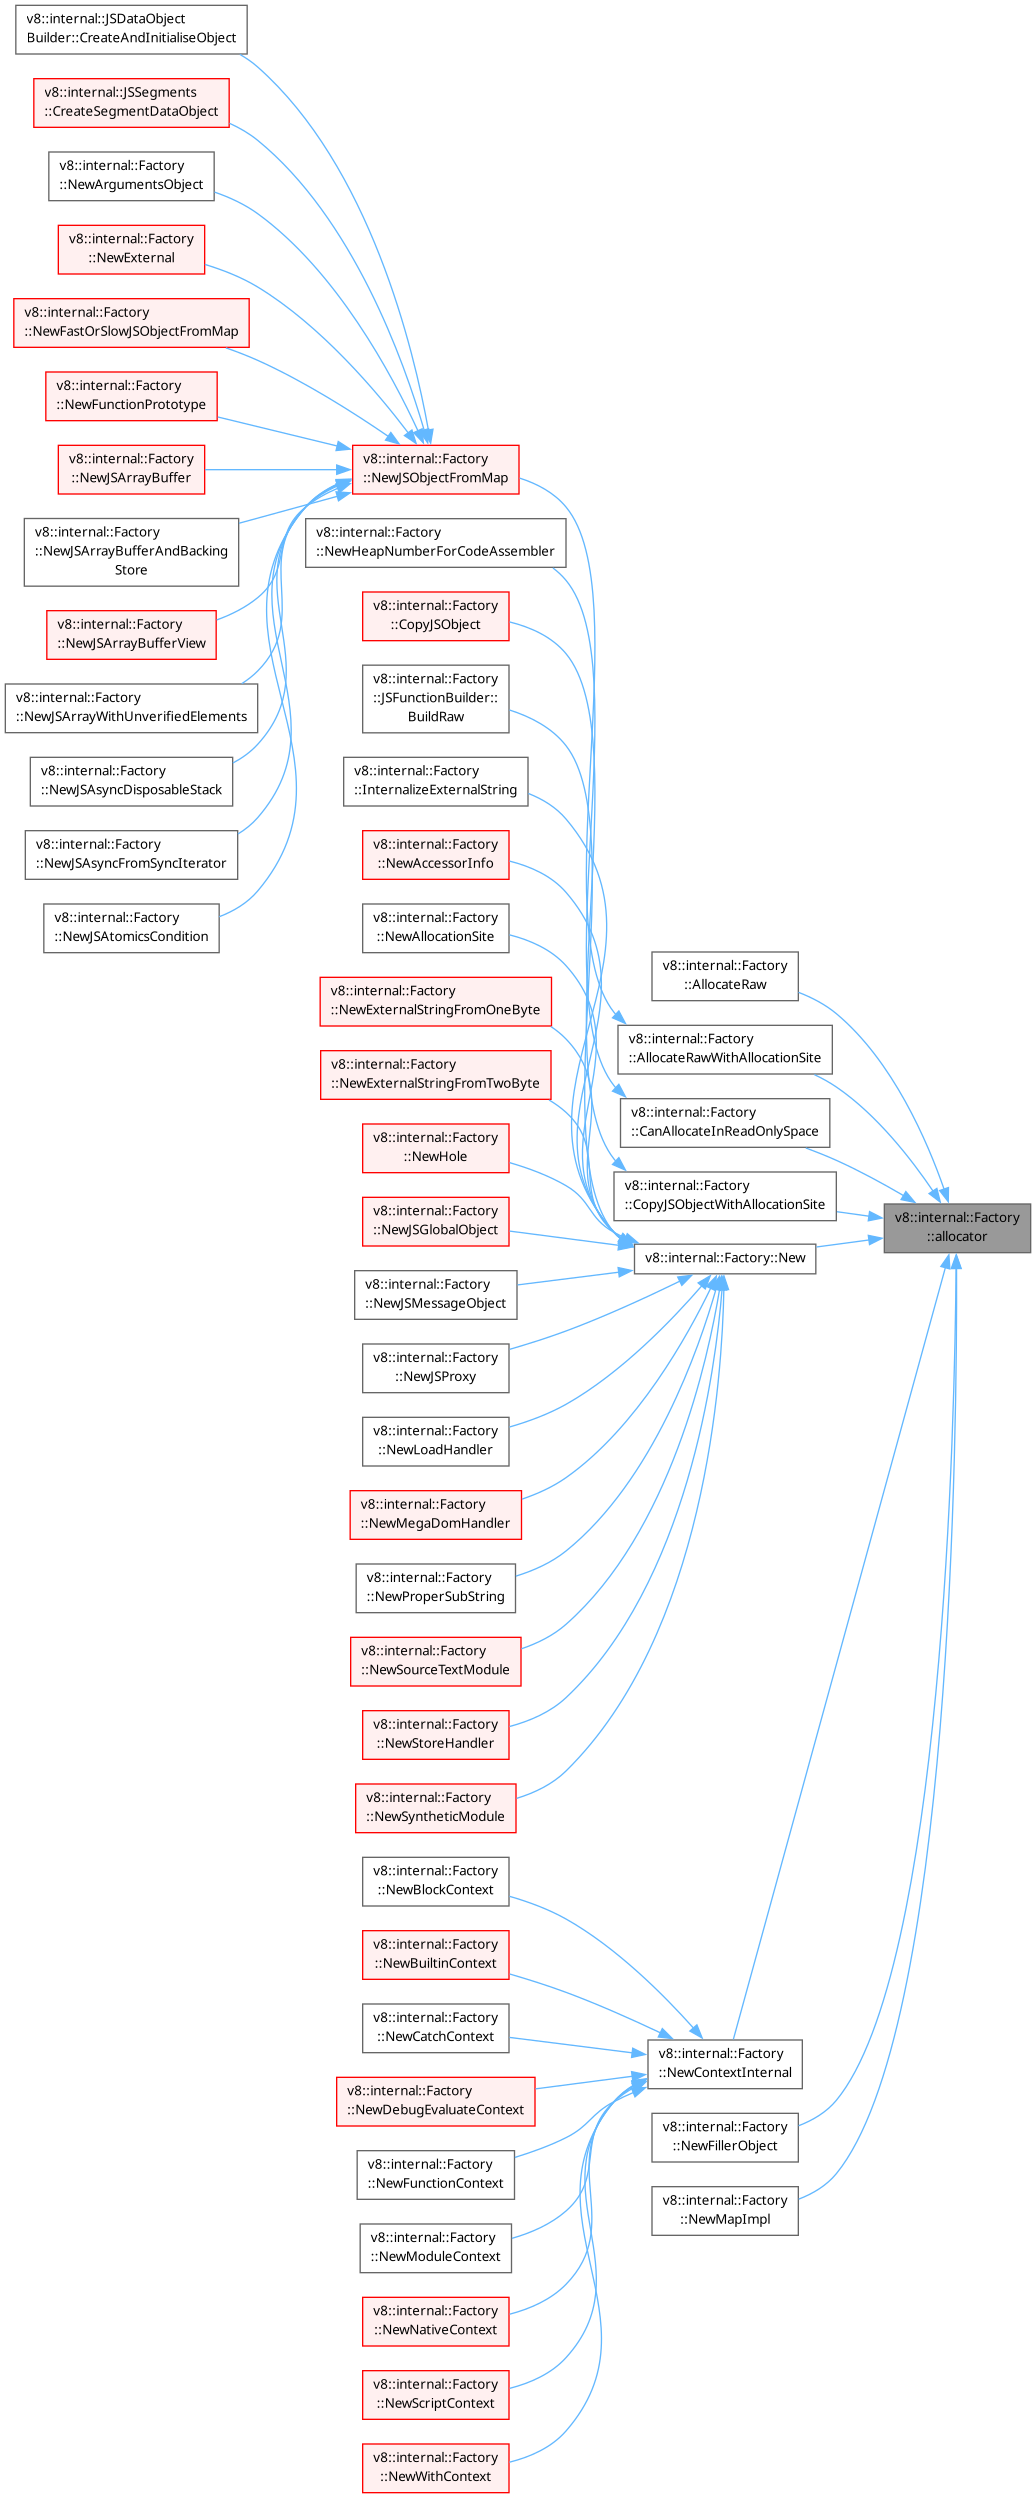 v8::internal::JSDataObject
Builder::CreateAndInitialiseObject
v8::internal::JSSegments
::CreateSegmentDataObject
v8::internal::Factory
::NewArgumentsObject
v8::internal::Factory
::NewExternal
v8::internal::Factory
::NewFastOrSlowJSObjectFromMap
v8::internal::Factory
::NewFunctionPrototype
v8::internal::Factory
::NewJSArrayBuffer
v8::internal::Factory
::NewJSArrayBufferAndBacking
Store
v8::internal::Factory
::NewJSArrayBufferView
v8::internal::Factory
::NewJSArrayWithUnverifiedElements
v8::internal::Factory
::NewJSAsyncDisposableStack
v8::internal::Factory
::NewJSAsyncFromSyncIterator
v8::internal::Factory
::NewJSAtomicsCondition
v8::internal::Factory
::NewJSObjectFromMap
v8::internal::Factory
::NewHeapNumberForCodeAssembler
v8::internal::Factory
::CopyJSObject
v8::internal::Factory
::JSFunctionBuilder::
BuildRaw
v8::internal::Factory
::InternalizeExternalString
v8::internal::Factory
::NewAccessorInfo
v8::internal::Factory
::NewAllocationSite
v8::internal::Factory
::NewExternalStringFromOneByte
v8::internal::Factory
::NewExternalStringFromTwoByte
v8::internal::Factory
::NewHole
v8::internal::Factory
::NewJSGlobalObject
v8::internal::Factory
::NewJSMessageObject
v8::internal::Factory
::NewJSProxy
v8::internal::Factory
::NewLoadHandler
v8::internal::Factory
::NewMegaDomHandler
v8::internal::Factory
::NewProperSubString
v8::internal::Factory
::NewSourceTextModule
v8::internal::Factory
::NewStoreHandler
v8::internal::Factory
::NewSyntheticModule
v8::internal::Factory
::NewBlockContext
v8::internal::Factory
::NewBuiltinContext
v8::internal::Factory
::NewCatchContext
v8::internal::Factory
::NewDebugEvaluateContext
v8::internal::Factory
::NewFunctionContext
v8::internal::Factory
::NewModuleContext
v8::internal::Factory
::NewNativeContext
v8::internal::Factory
::NewScriptContext
v8::internal::Factory
::NewWithContext
v8::internal::Factory
::AllocateRaw
v8::internal::Factory
::AllocateRawWithAllocationSite
v8::internal::Factory
::CanAllocateInReadOnlySpace
v8::internal::Factory
::CopyJSObjectWithAllocationSite
v8::internal::Factory::New
v8::internal::Factory
::NewContextInternal
v8::internal::Factory
::NewFillerObject
v8::internal::Factory
::NewMapImpl
v8::internal::Factory
::allocator